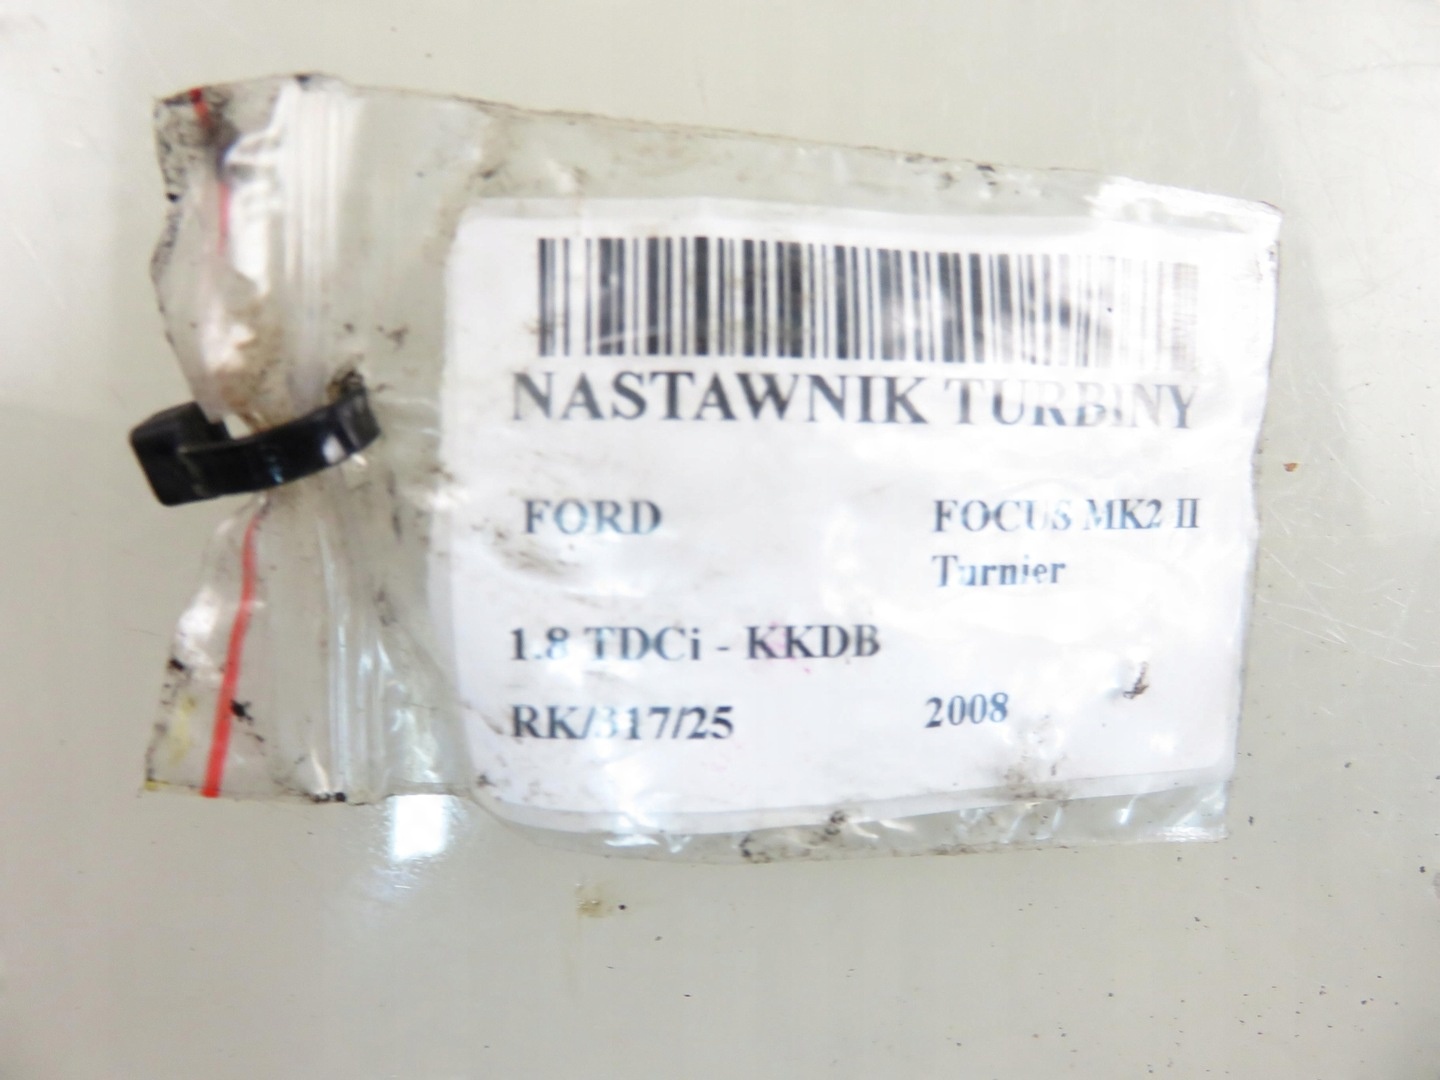 NASTAWNIK TURBINY
FORD FOCUS MK2 II
Turnier
1.8 TDCi - KKDB
RK/317/25 2008